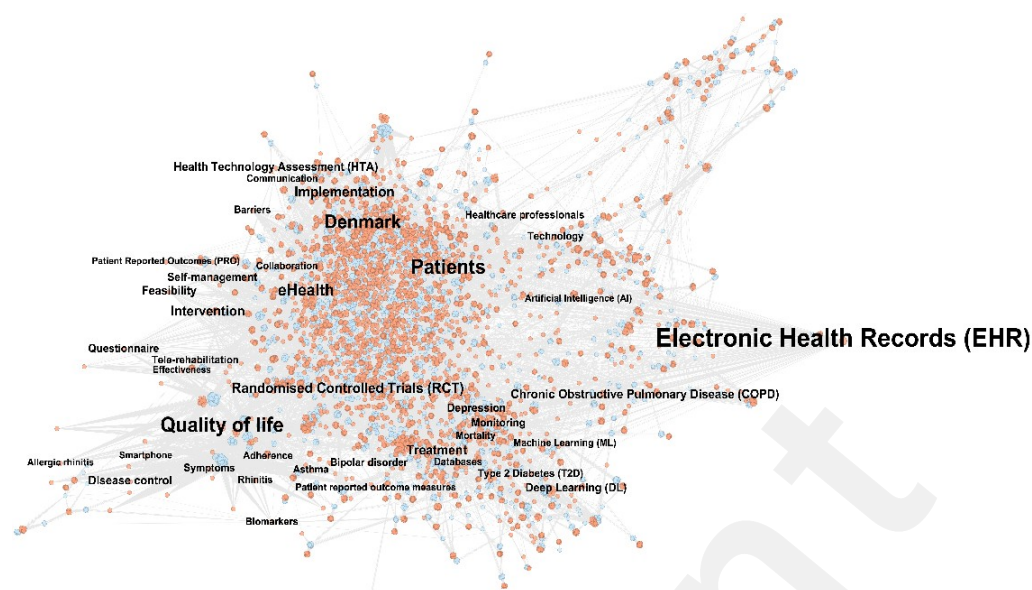 Health Technology Assessment (HTA)
Communication
Implementation
Barriers
Denmark
Healthcare professionals
Technology
Patient Reported Outcomes (PRO)
Collaboration
Patients
Self-management
Feasibility
eHealth
Artificial Intelligence (AI)
Intervention
Electronic Health Records (EHR)
Questionnaire
Tele-rehabilitation
Effectiveness
Randomised Controlled Trials (RCT)
Chronic Obstructive Pulmonary Disease (COPD)
Depression
Quality of life
Monitoring
Mortality
Machine Learning (ML)
Treatment
Smartphone
Adherence
Allergic rhinitis
Bipolar disorder
Databases
Symptoms
Asthma
Type 2 Diabetes (T2D)
Disease control
Rhinitis
Patient reported outcome measures
Deep Learning (DL)
Biomarkers
nt